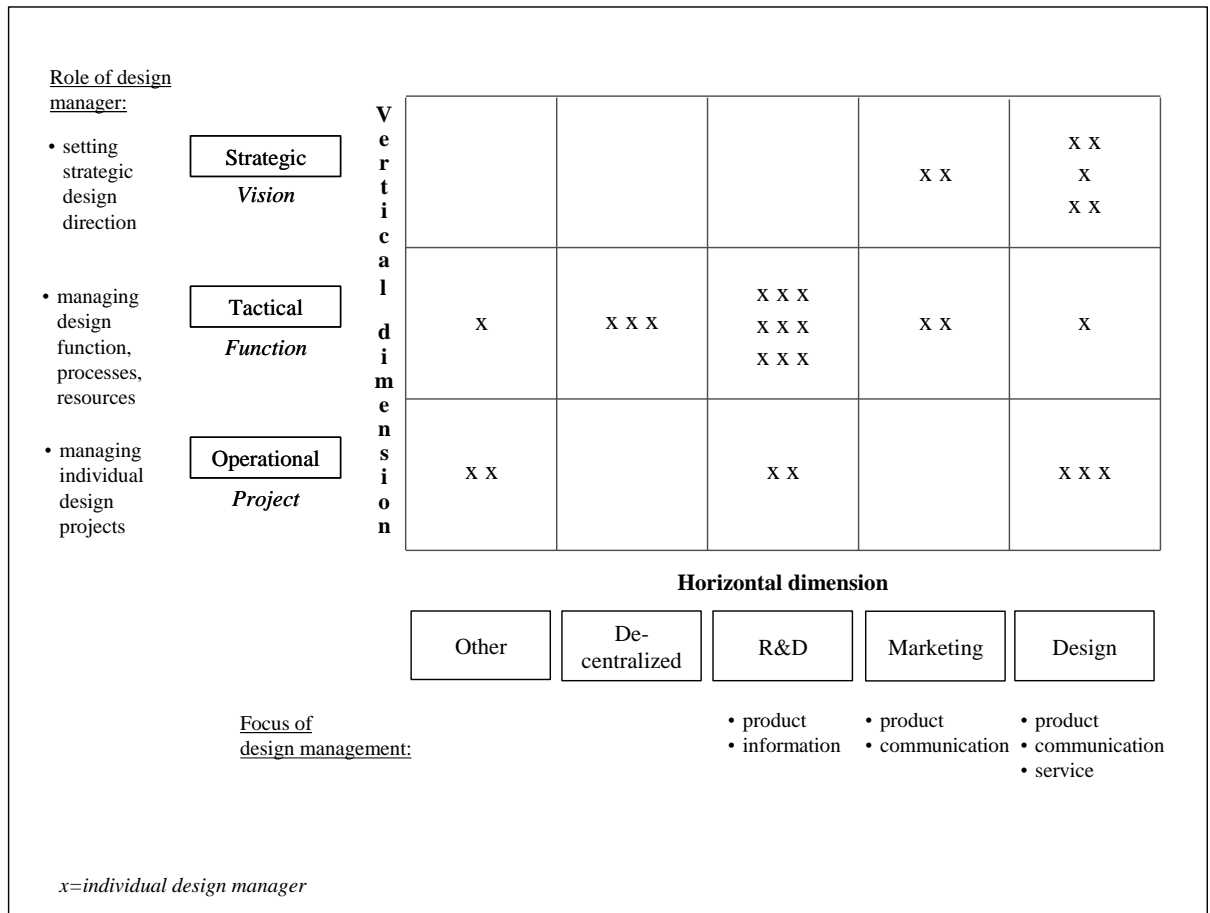 Role of design
manager:
• setting
strategic
design
direction
Strategic
Vision
• managing
design
function,
processes,
resources
Tactical
Function
• managing
individual
design
projects
Operational
Project
Vertical dimension
x x
x x
x
x x
x
x x x
x x x
x x x
x x x
x x
x
x x
x x
x x x
Horizontal dimension
Other
De-
centralized
R&D
Marketing
Design
Focus of
design management:
• product
• information
• product
• communication
• product
• communication
• service
x=individual design manager